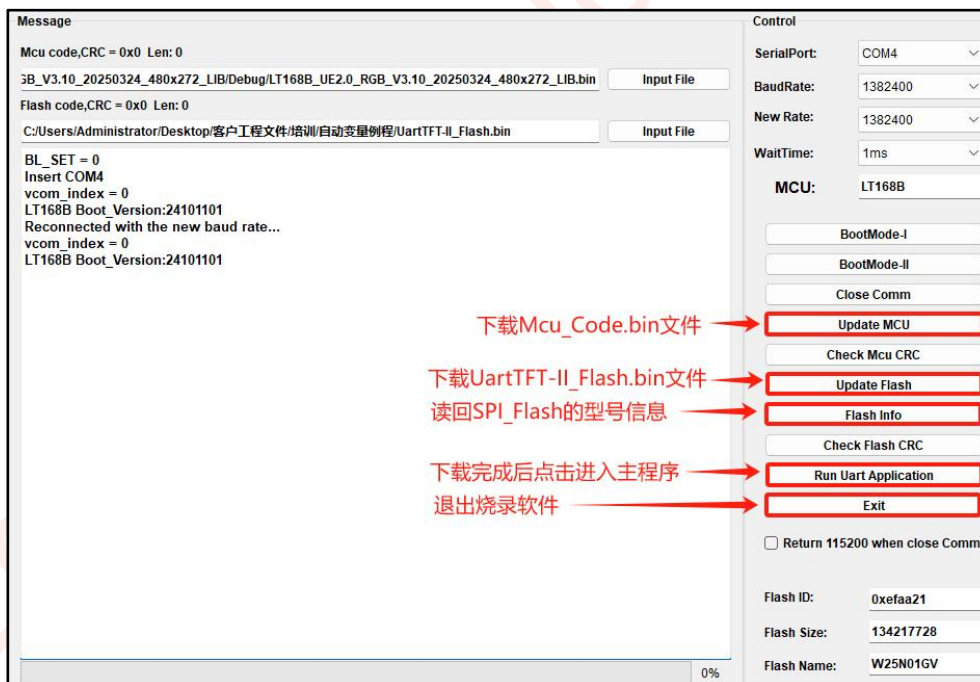 Message
Mcu code,CRC = 0x0 Len: 0
GB_V3.10_20250324_480x272_LIB/Debug/LT168B_UE2.0_RGB_V3.10_20250324_480x272_LIB.bin
Input File
Flash code,CRC = 0x0 Len: 0
C:/Users/Administrator/Desktop/客户工程文件/培训/自动变量例程/UartTFT-II_Flash.bin
Input File
BL_SET = 0
Insert COM4
vcom_index = 0
LT168B Boot_Version:24101101
Reconnected with the new baud rate...
vcom_index = 0
LT168B Boot_Version:24101101
下载Mcu_Code.bin文件
下载UartTFT-II_Flash.bin文件
读回SPI_Flash的型号信息
下载完成后点击进入主程序
退出烧录软件
0%
Control
SerialPort: COM4
BaudRate: 1382400
New Rate: 1382400
WaitTime: 1ms
MCU: LT168B
BootMode-I
BootMode-II
Close Comm
Update MCU
Check Mcu CRC
Update Flash
Flash Info
Check Flash CRC
Run Uart Application
Exit
Return 115200 when close Comm
Flash ID: 0xefaa21
Flash Size: 134217728
Flash Name: W25N01GV